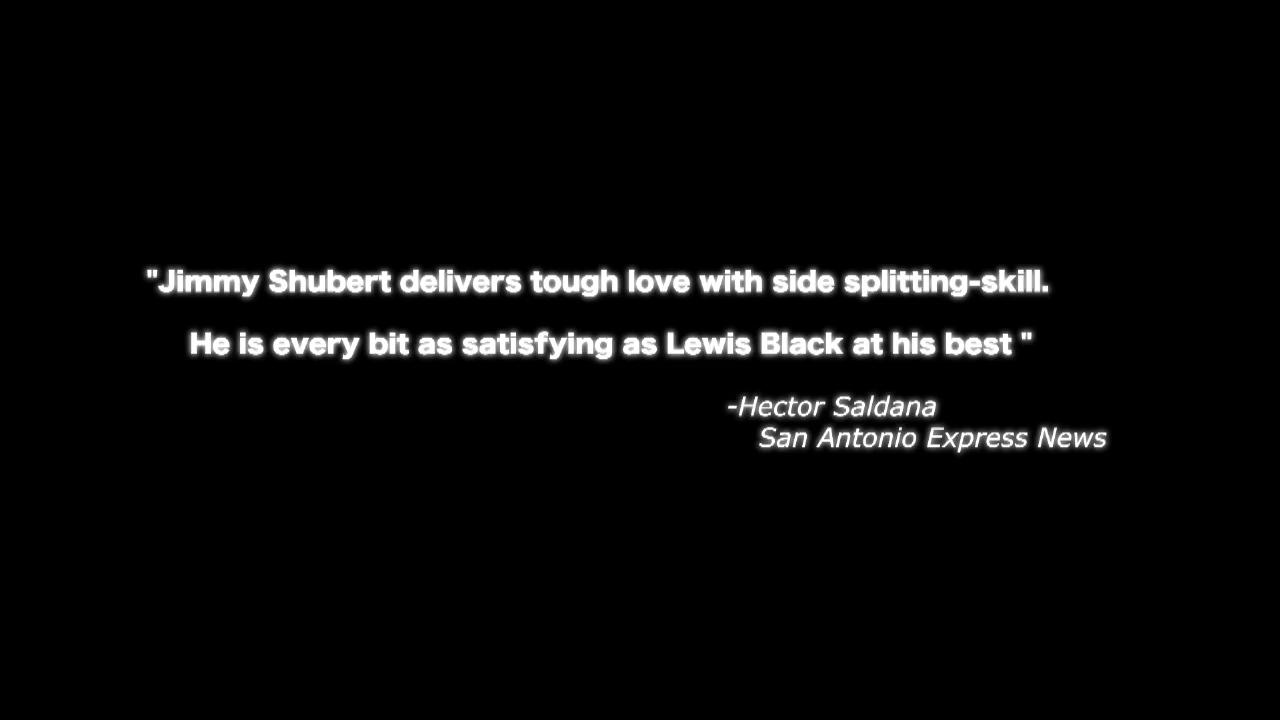 "Jimmy Shubert delivers tough love with side splitting-skill.
He is every bit as satisfying as Lewis Black at his best "
-Hector Saldana
San Antonio Express News